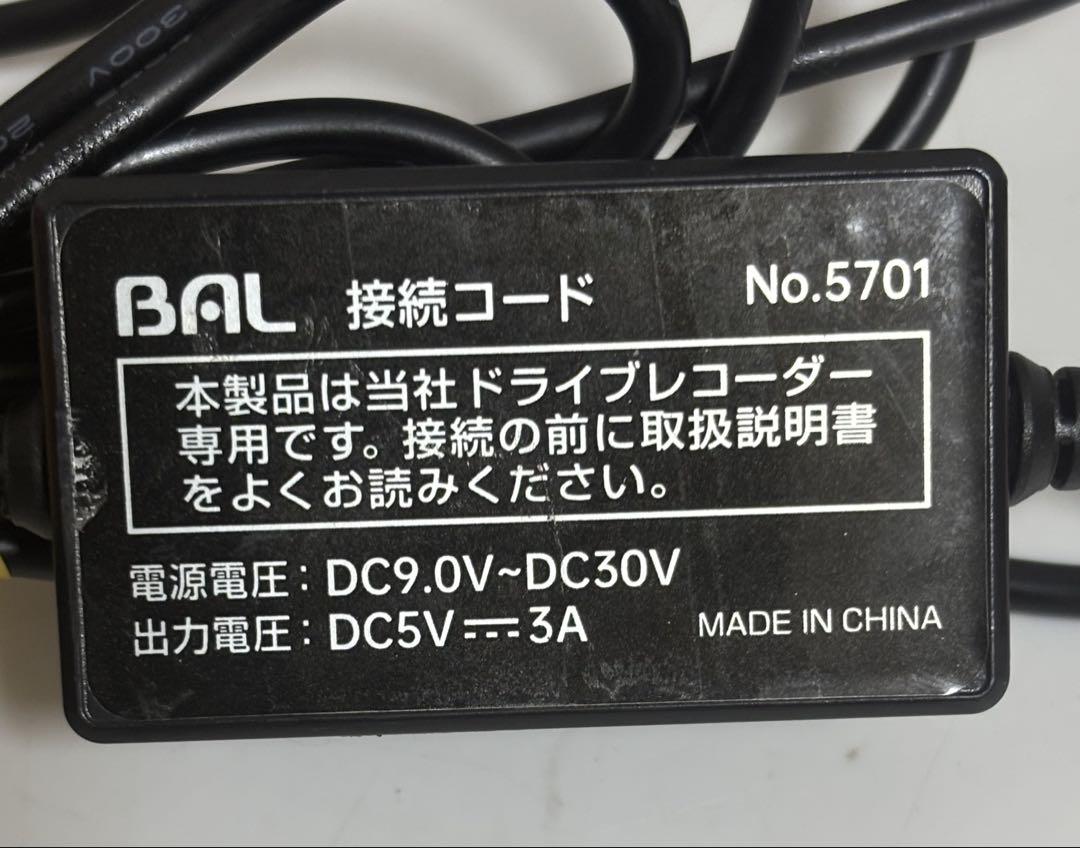 300V
BAL 接続コード No.5701
本製品は当社ドライブレコーダー
専用です。接続の前に取扱説明書
をよくお読みください。
電源電圧：DC9.0V~DC30V
出力電圧：DC5V⎓3A
MADE IN CHINA